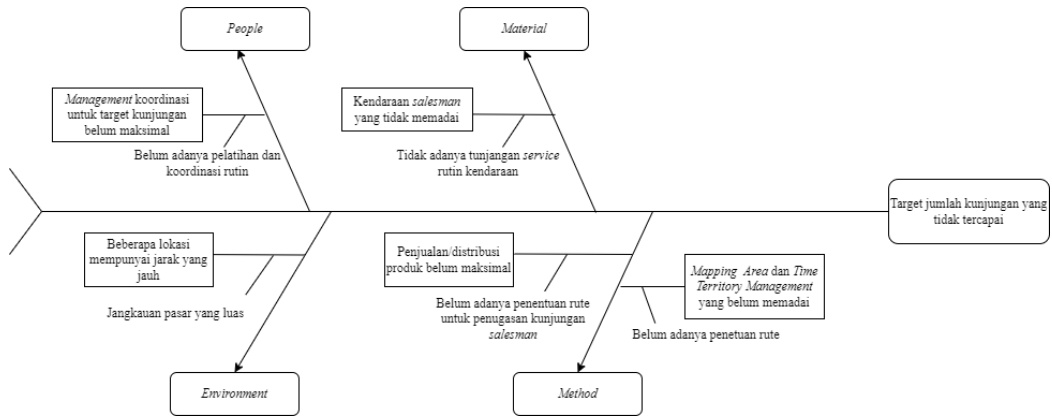 People
Material
Management koordinasi
untuk target kunjungan
belum maksimal
Belum adanya pelatihan dan
koordinasi rutin
Kendaraan salesman
yang tidak memadai
Tidak adanya tunjangan service
rutin kendaraan
Target jumlah kunjungan yang
tidak tercapai
Beberapa lokasi
mempunyai jarak yang
jauh
Jangkauan pasar yang luas
Penjualan/distribusi
produk belum maksimal
Belum adanya penentuan rute
untuk penugasan kunjungan
salesman
Mapping Area dan Time
Territory Management
yang belum memadai
Belum adanya penetuan rute
Environment
Method